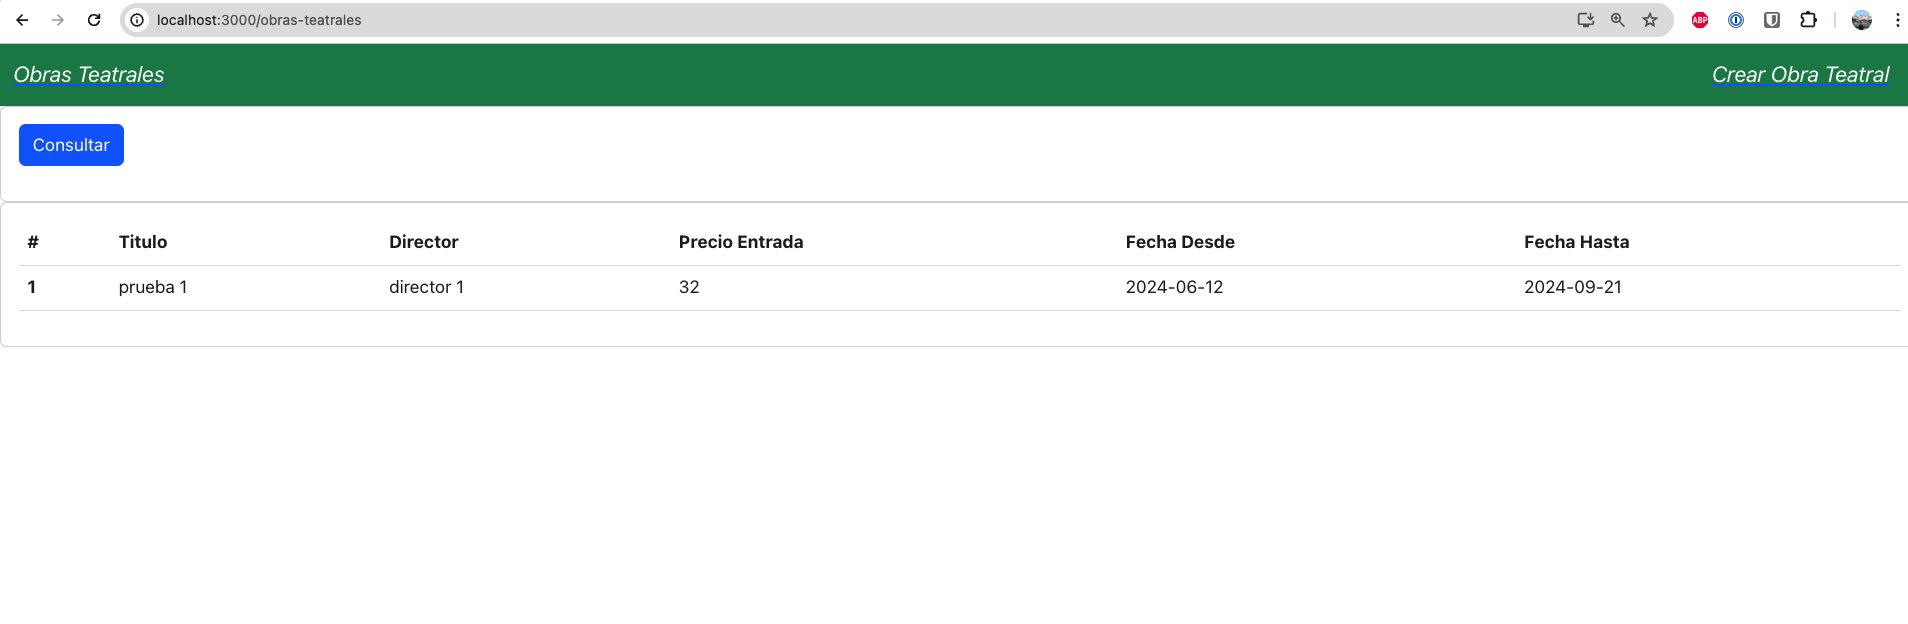 localhost:3000/obras-teatrales
ABP
Obras Teatrales Crear Obra Teatral
Consultar
# Titulo Director Precio Entrada Fecha Desde Fecha Hasta
1 prueba 1 director 1 32 2024-06-12 2024-09-21